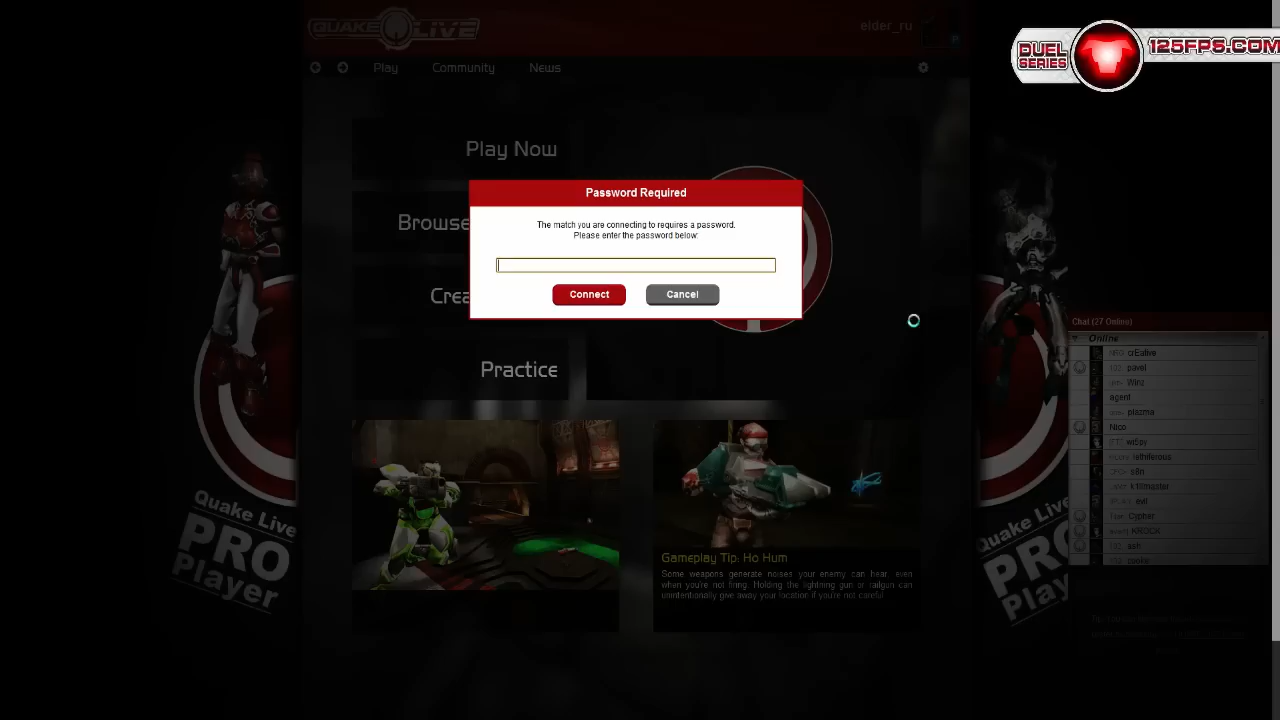 QUAKE LIVE
elder_ru
DUEL
SERIES
125FPS.COM
Play
Community
News
Play Now
Password Required
The match you are connecting to requires a password.
Please enter the password below:
Connect
Cancel
Browse
Crea
Practice
Chat (27 Online)
Online
crEative
pavel
Winz
agent
plazma
Nico
wiSpy
lethiferous
s8n
killmaster
evil
Cypher
KROCK
ash
zonke
Quake Live
PRO
Player
Quake Live
PRO
Play
Gameplay Tip: Ho Hum
Some weapons generate noises your enemy can hear, even
when you're not firing. Holding the lightning gun or railgun can
unintentionally give away your location if you're not careful.